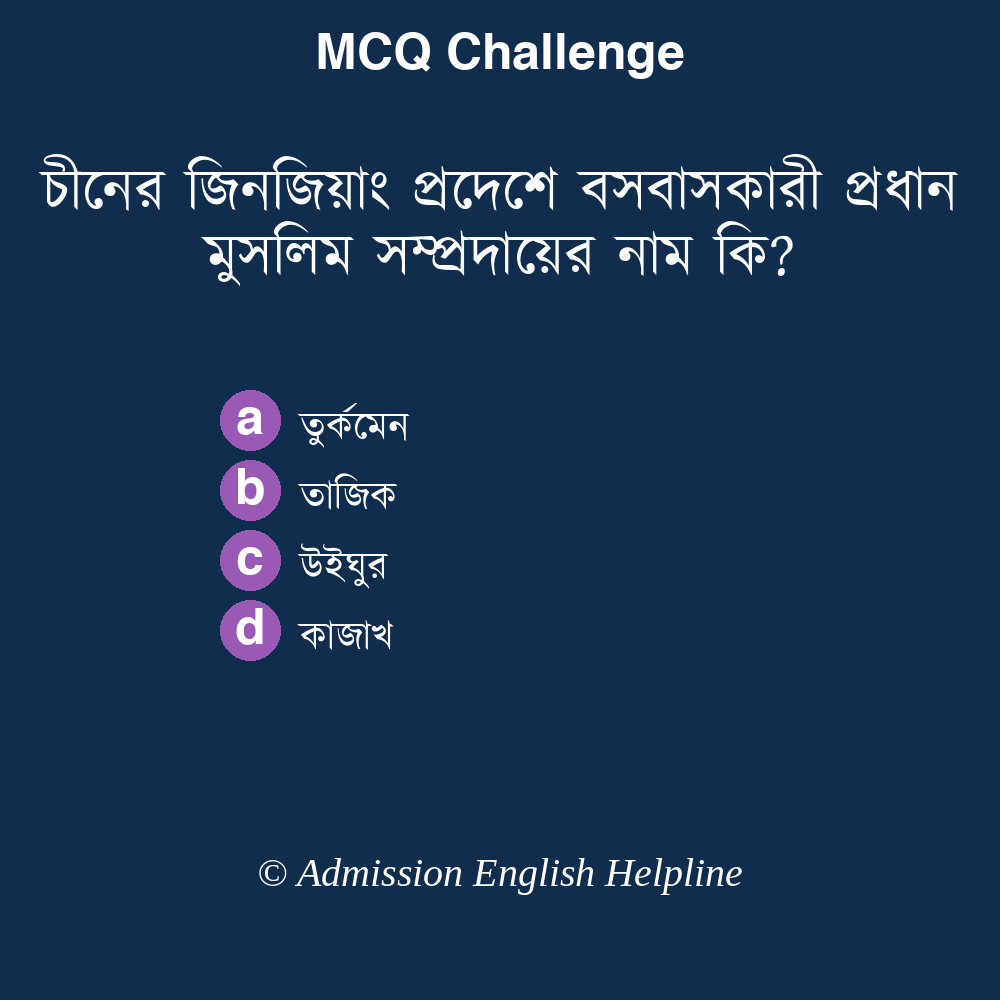 MCQ Challenge
চীনের জিনজিয়াং প্রদেশে বসবাসকারী প্রধান
মুসলিম সম্প্রদায়ের নাম কি?
a তুর্কমেন
b তাজিক
c উইঘুর
d কাজাখ
© Admission English Helpline